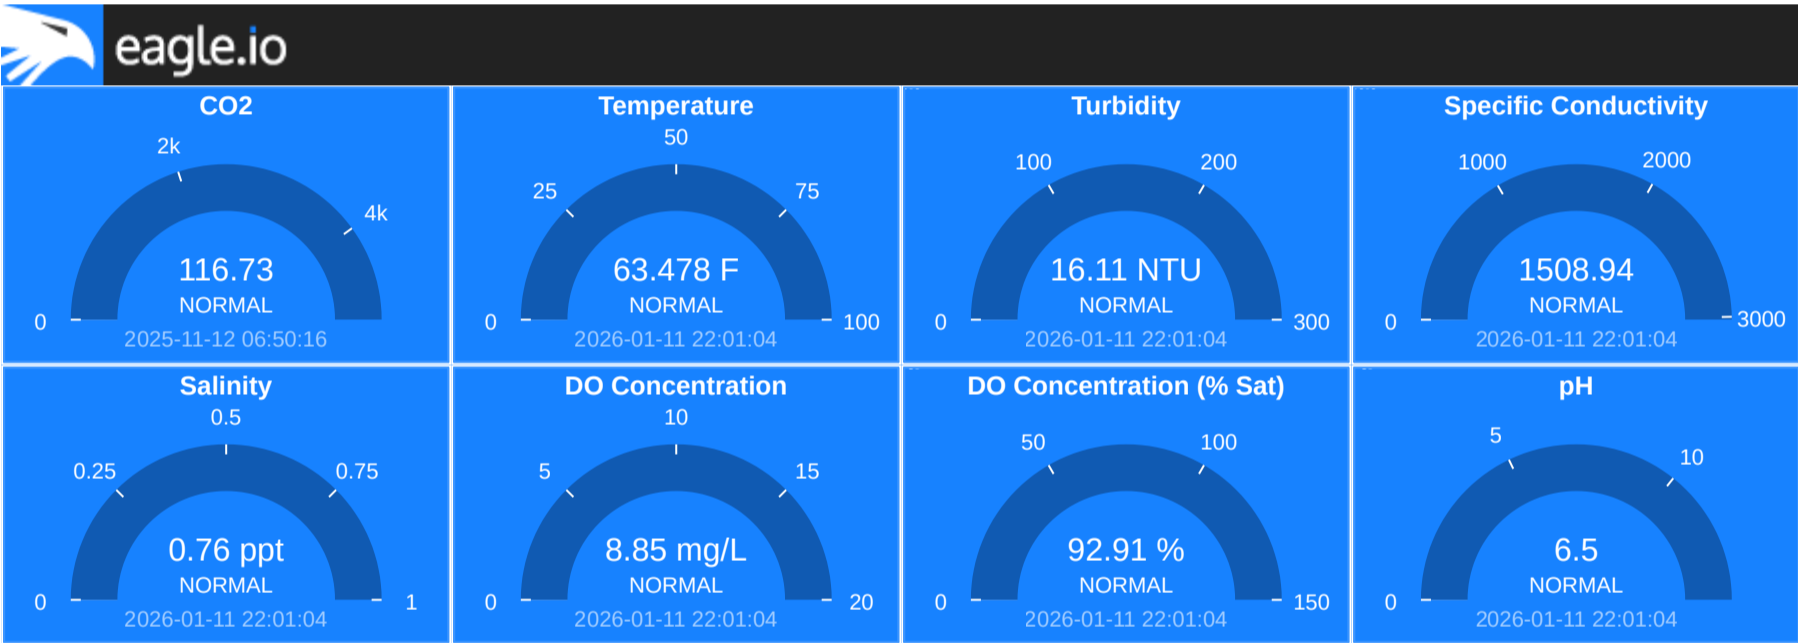 eagle.io
CO2
2k
4k
116.73
NORMAL
0
2025-11-12 06:50:16
Temperature
50
25
75
63.478 F
NORMAL
0
100
2026-01-11 22:01:04
Turbidity
100
200
16.11 NTU
NORMAL
0
300
2026-01-11 22:01:04
Specific Conductivity
1000
2000
1508.94
NORMAL
0
3000
2026-01-11 22:01:04
Salinity
0.5
0.25
0.75
0.76 ppt
NORMAL
0
1
2026-01-11 22:01:04
DO Concentration
10
5
15
8.85 mg/L
NORMAL
0
20
2026-01-11 22:01:04
DO Concentration (% Sat)
50
100
92.91 %
NORMAL
0
150
2026-01-11 22:01:04
pH
5
10
6.5
NORMAL
0
2026-01-11 22:01:04